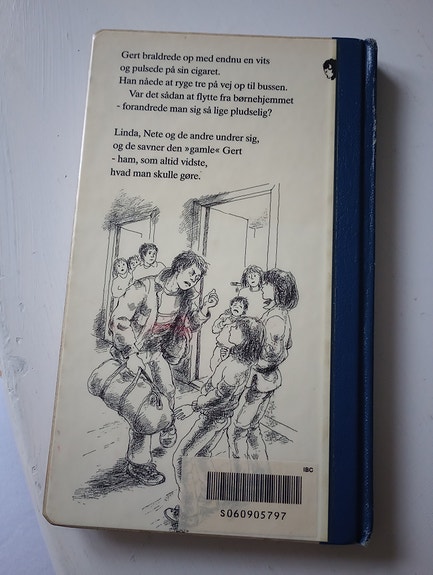 Gert braldrede op med endnu en vits
og pulsede på sin cigaret.
Han nåede at ryge tre på vej op til bussen.
Var det sådan at flytte fra børnehjemmet
- forandrede man sig så lige pludselig?
Linda, Nete og de andre undrer sig,
og de savner den »gamle« Gert
- ham, som altid vidste,
hvad man skulle gøre.
IBC
S060905797